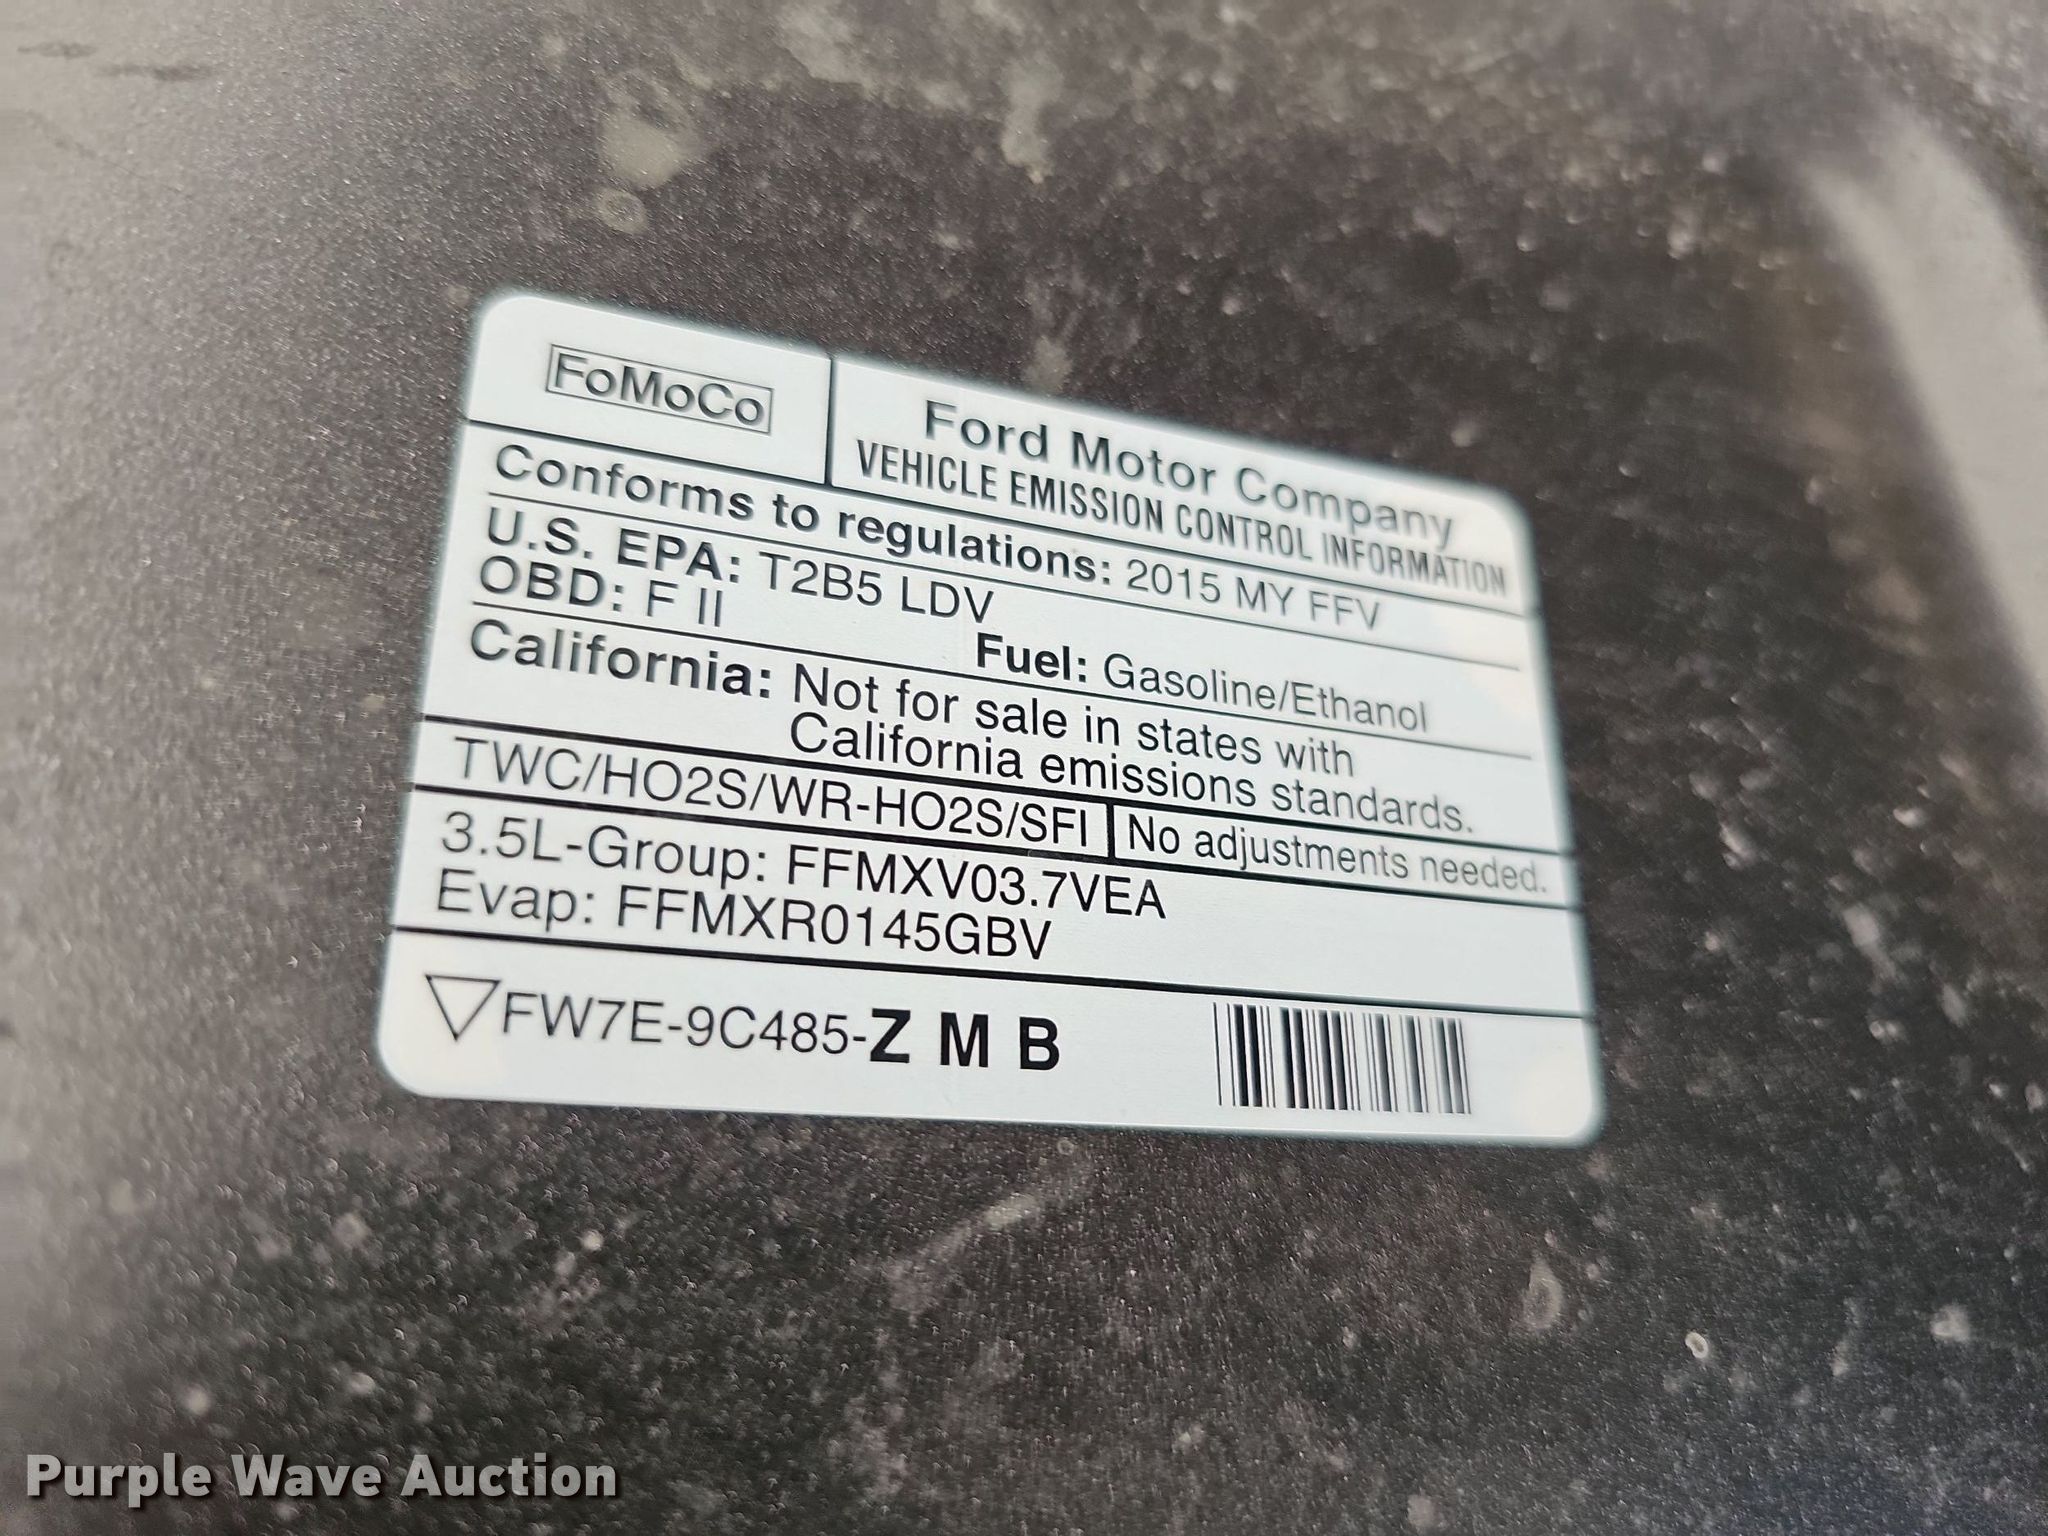 FoMoCo
Ford Motor Company
VEHICLE EMISSION CONTROL INFORMATION
Conforms to regulations: 2015 MY FFV
U.S. EPA: T2B5 LDV
OBD: F II
Fuel: Gasoline/Ethanol
California: Not for sale in states with
California emissions standards.
TWC/HO2S/WR-HO2S/SFI No adjustments needed.
3.5L-Group: FFMXV03.7VEA
Evap: FFMXR0145GBV
FW7E-9C485-Z M B
Purple Wave Auction